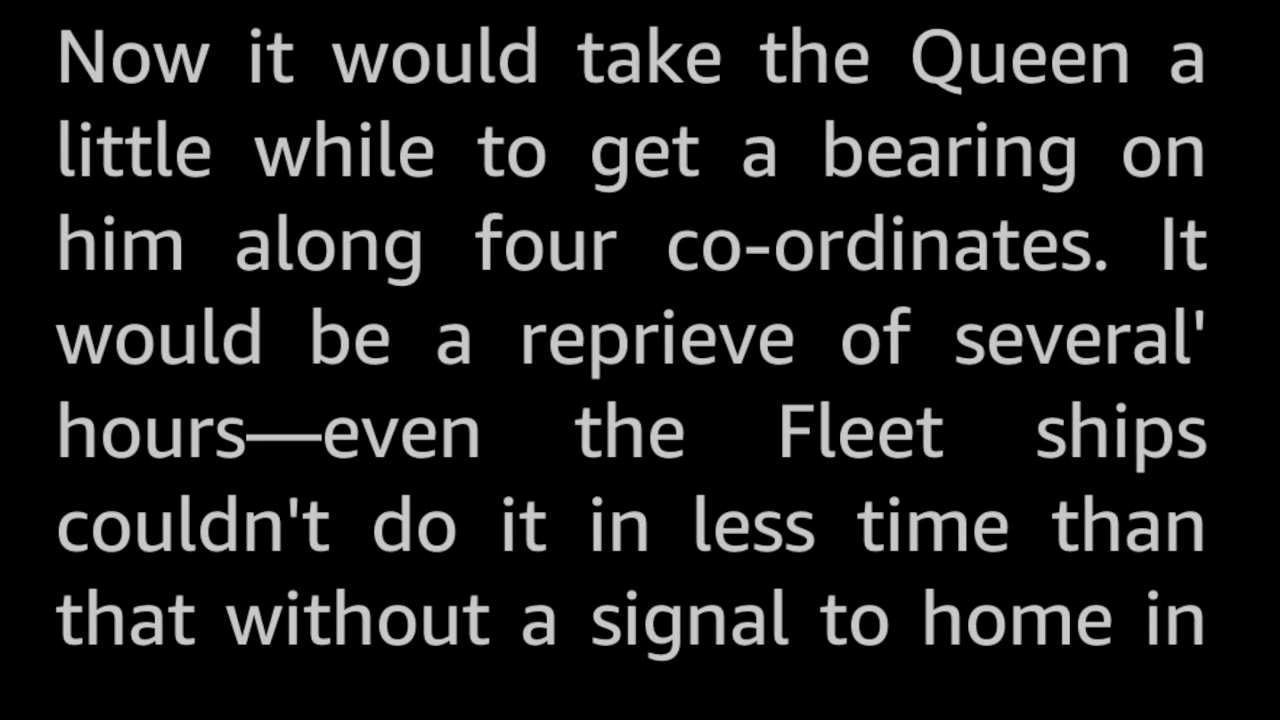 Now it would take the Queen a
little while to get a bearing on
him along four co-ordinates. It
would be a reprieve of several'
hours—even the Fleet ships
couldn't do it in less time than
that without a signal to home in